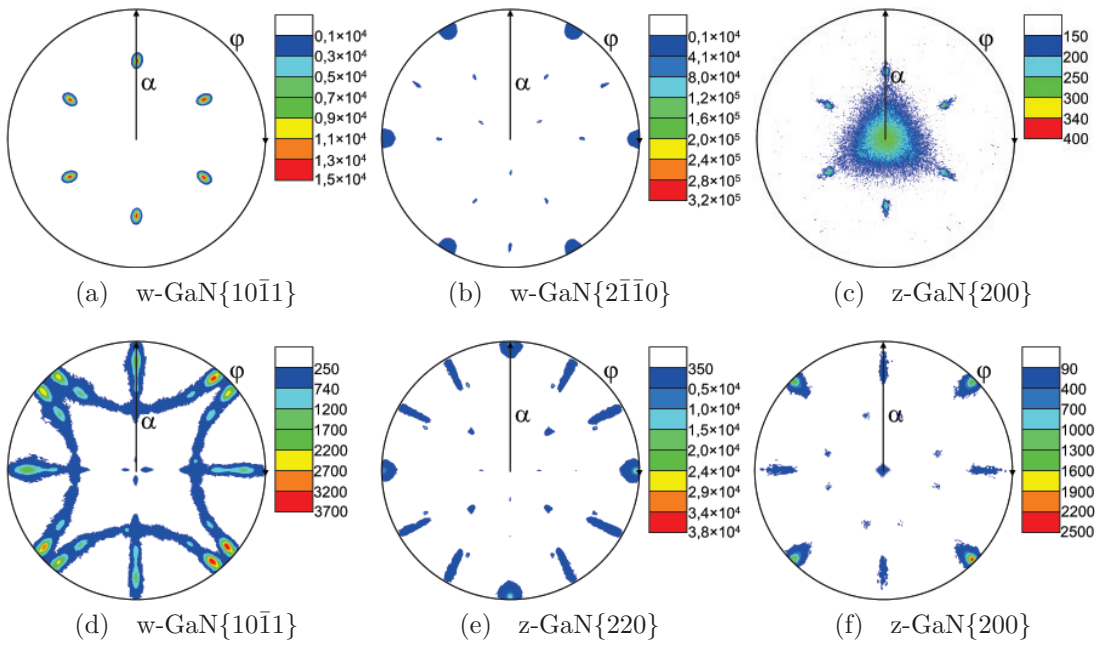 φ
α
0,1×10⁴
0,3×10⁴
0,5×10⁴
0,7×10⁴
0,9×10⁴
1,1×10⁴
1,3×10⁴
1,5×10⁴
(a) w-GaN{101̄1}
φ
α
0,1×10⁴
4,1×10⁴
8,0×10⁴
1,2×10⁵
1,6×10⁵
2,0×10⁵
2,4×10⁵
2,8×10⁵
3,2×10⁵
(b) w-GaN{21̄1̄0}
φ
α
150
200
250
300
340
400
(c) z-GaN{200}
φ
α
250
740
1200
1700
2200
2700
3200
3700
(d) w-GaN{101̄1}
φ
α
350
0,5×10⁴
1,0×10⁴
1,5×10⁴
2,0×10⁴
2,4×10⁴
2,9×10⁴
3,4×10⁴
3,8×10⁴
(e) z-GaN{220}
φ
α
90
400
700
1000
1300
1600
1900
2200
2500
(f) z-GaN{200}